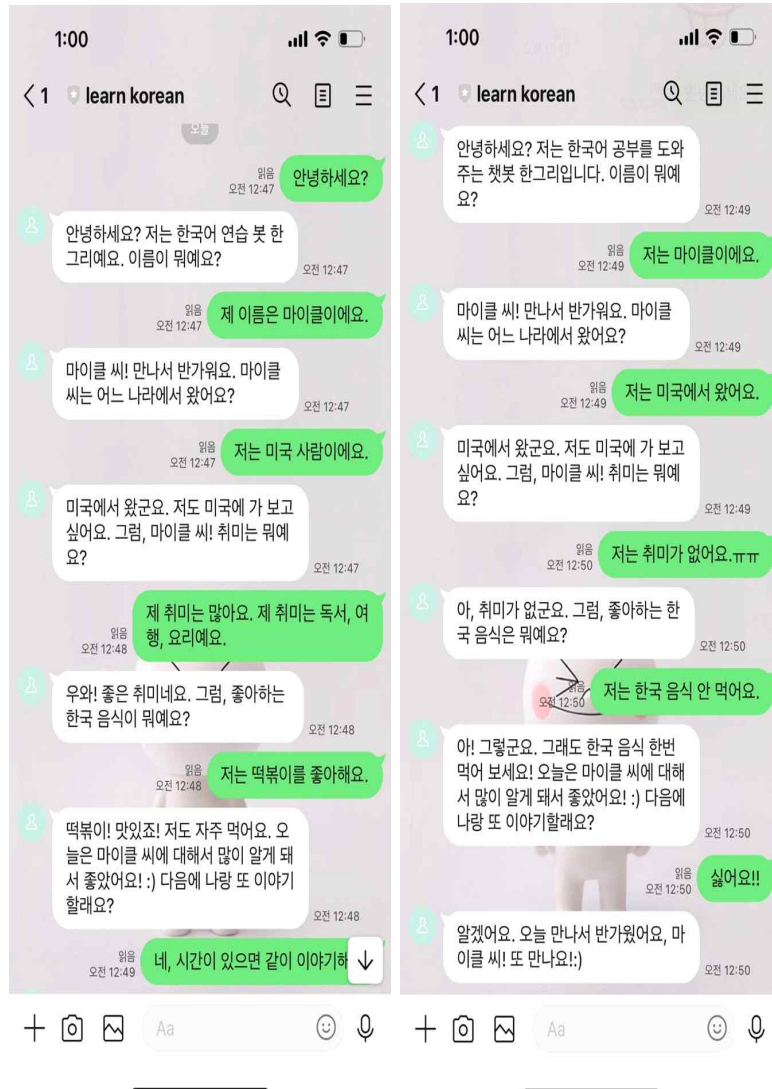 1:00
1 learn korean
오늘
읽음
오전 12:47
안녕하세요?
안녕하세요? 저는 한국어 연습 봇 한
그리예요. 이름이 뭐예요?
오전 12:47
읽음
오전 12:47
제 이름은 마이클이에요.
마이클 씨! 만나서 반가워요. 마이클
씨는 어느 나라에서 왔어요?
오전 12:47
읽음
오전 12:47
저는 미국 사람이에요.
미국에서 왔군요. 저도 미국에 가 보고
싶어요. 그럼, 마이클 씨! 취미는 뭐예
요?
오전 12:47
제 취미는 많아요. 제 취미는 독서, 여
행, 요리예요.
읽음
오전 12:48
우와! 좋은 취미네요. 그럼, 좋아하는
한국 음식이 뭐예요?
오전 12:48
읽음
오전 12:48
저는 떡볶이를 좋아해요.
떡볶이! 맛있죠! 저도 자주 먹어요. 오
늘은 마이클 씨에 대해서 많이 알게 돼
서 좋았어요! :) 다음에 나랑 또 이야기
할래요?
오전 12:48
읽음
오전 12:49
네, 시간이 있으면 같이 이야기해
Aa
1:00
1 learn korean
안녕하세요? 저는 한국어 공부를 도와
주는 챗봇 한그리입니다. 이름이 뭐예
요?
오전 12:49
읽음
오전 12:49
저는 마이클이에요.
마이클 씨! 만나서 반가워요. 마이클
씨는 어느 나라에서 왔어요?
오전 12:49
읽음
오전 12:49
저는 미국에서 왔어요.
미국에서 왔군요. 저도 미국에 가 보고
싶어요. 그럼, 마이클 씨! 취미는 뭐예
요?
오전 12:49
읽음
오전 12:50
저는 취미가 없어요.ㅠㅠ
아, 취미가 없군요. 그럼, 좋아하는 한
국 음식은 뭐예요?
오전 12:50
읽음
오전 12:50
저는 한국 음식 안 먹어요.
아! 그렇군요. 그래도 한국 음식 한번
먹어 보세요! 오늘은 마이클 씨에 대해
서 많이 알게 돼서 좋았어요! :) 다음에
나랑 또 이야기할래요?
오전 12:50
읽음
오전 12:50
싫어요!!
알겠어요. 오늘 만나서 반가웠어요, 마
이클 씨! 또 만나요!:)
오전 12:50
Aa